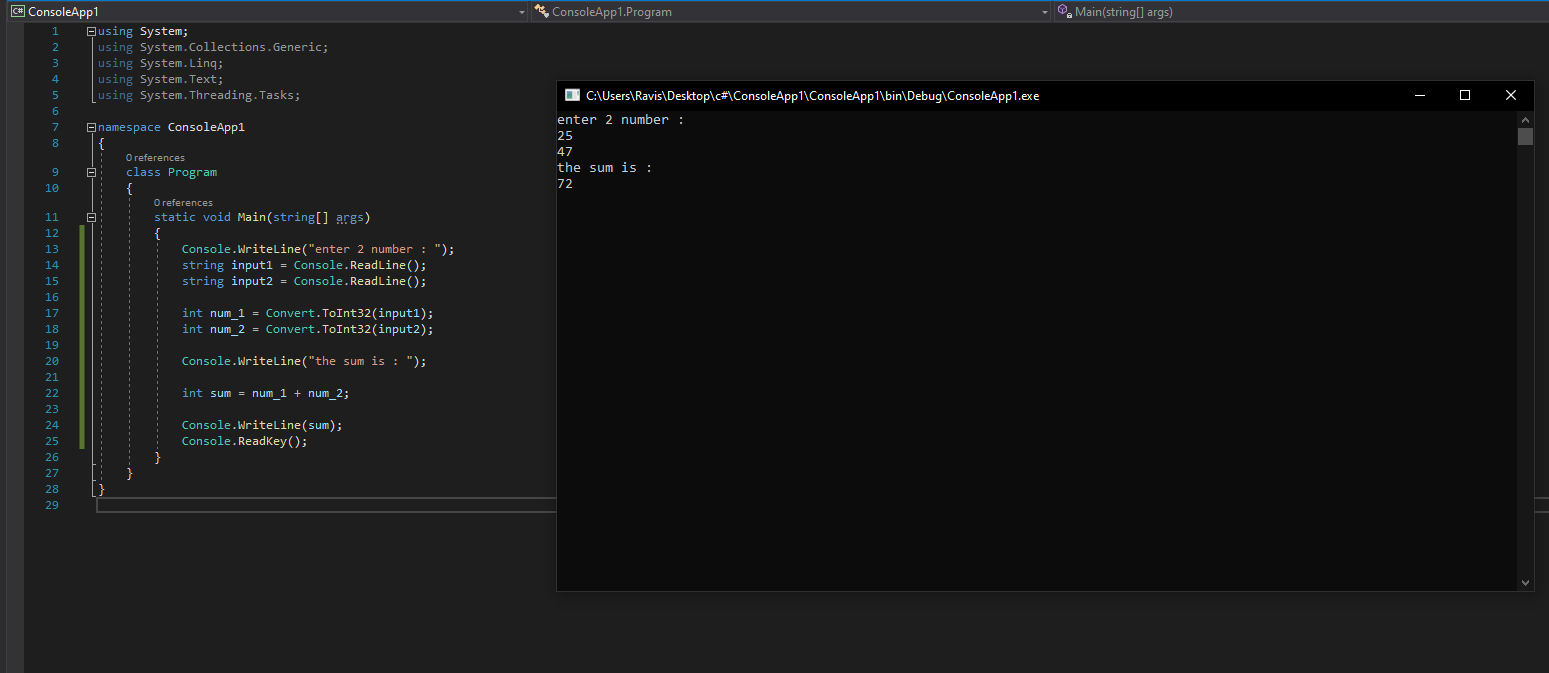 C# ConsoleApp1 ConsoleApp1.Program Main(string[] args)
1 using System;
2 using System.Collections.Generic;
3 using System.Linq;
4 using System.Text;
5 using System.Threading.Tasks;
6
7 namespace ConsoleApp1
8 {
0 references
9 class Program
10 {
0 references
11 static void Main(string[] args)
12 {
13 Console.WriteLine("enter 2 number : ");
14 string input1 = Console.ReadLine();
15 string input2 = Console.ReadLine();
16
17 int num_1 = Convert.ToInt32(input1);
18 int num_2 = Convert.ToInt32(input2);
19
20 Console.WriteLine("the sum is : ");
21
22 int sum = num_1 + num_2;
23
24 Console.WriteLine(sum);
25 Console.ReadKey();
26 }
27 }
28 }
29
C:\Users\Ravis\Desktop\c#\ConsoleApp1\ConsoleApp1\bin\Debug\ConsoleApp1.exe
enter 2 number :
25
47
the sum is :
72